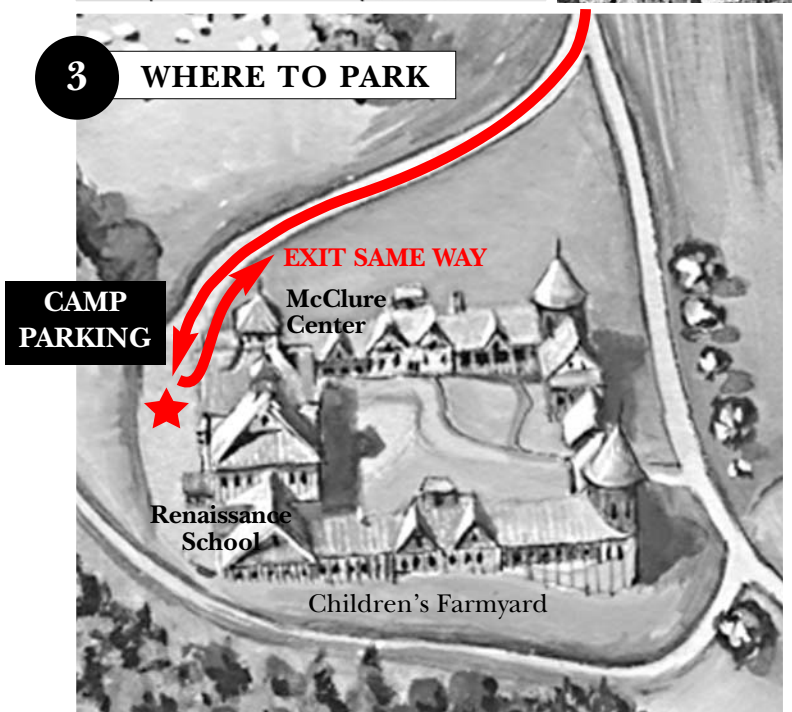 3 WHERE TO PARK
EXIT SAME WAY
McClure
Center
CAMP
PARKING
Renaissance
School
Children’s Farmyard